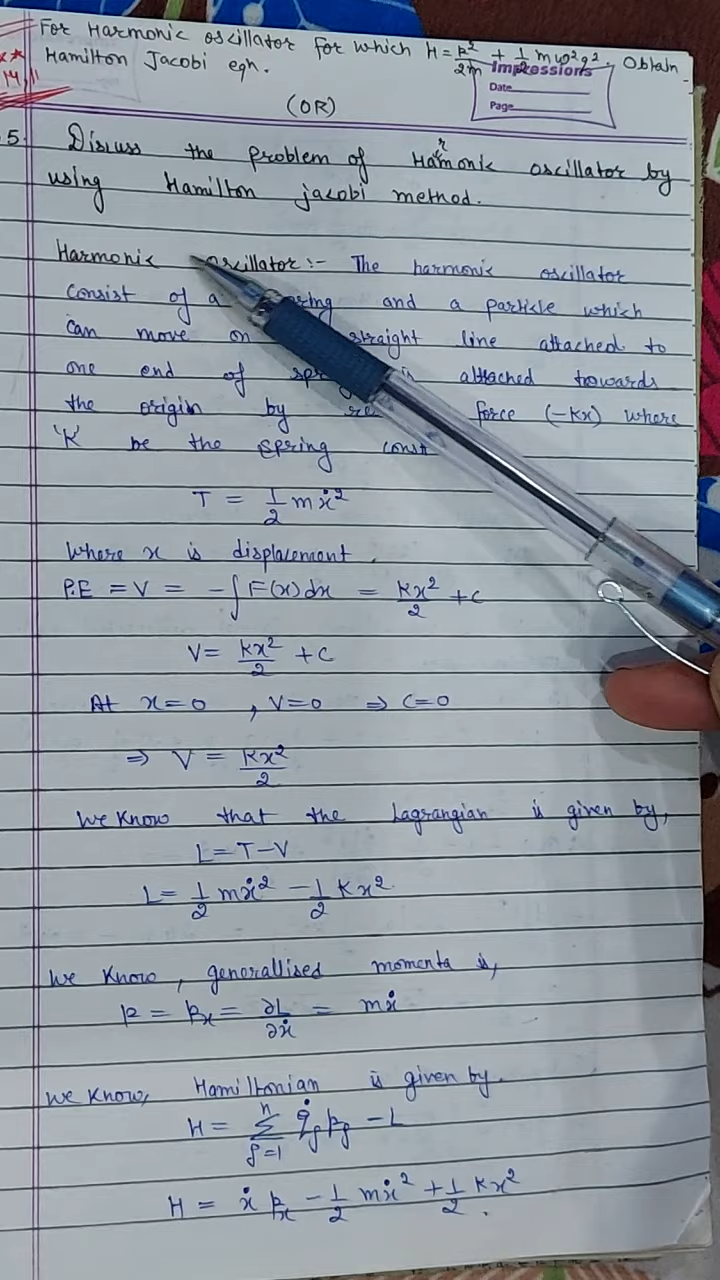 For Harmonic oscillator for which H = p²/2m + 1/2 mω²q². Obtain
Hamilton Jacobi eqn.
Impressions
Date
Page
14,11
(OR)
5. Discuss the problem of Harmonic oscillator by
using Hamilton jacobi method.
Harmonic oscillator :- The harmonic oscillator
consist of a and a particle which
can move on straight line attached to
one end of attached towards
the origin by force (-Kx) where
'K' be the spring const
T = 1/2 mẋ²
Where x is displacement.
P.E = V = -∫F(x)dx = Kx²/2 + c
V = Kx²/2 + c
At x=0 , V=0 ⇒ C=0
⇒ V = Kx²/2
We Know that the Lagrangian is given by,
L = T-V
L = 1/2 mẋ² - 1/2 Kx²
We Know, generallised momenta is,
p = pₓ = ∂L/∂ẋ = mẋ
We Know, Hamiltonian is given by.
H = Σ q̇ⱼpⱼ - L
n
j=1
H = ẋ pₓ - 1/2 mẋ² + 1/2 Kx².